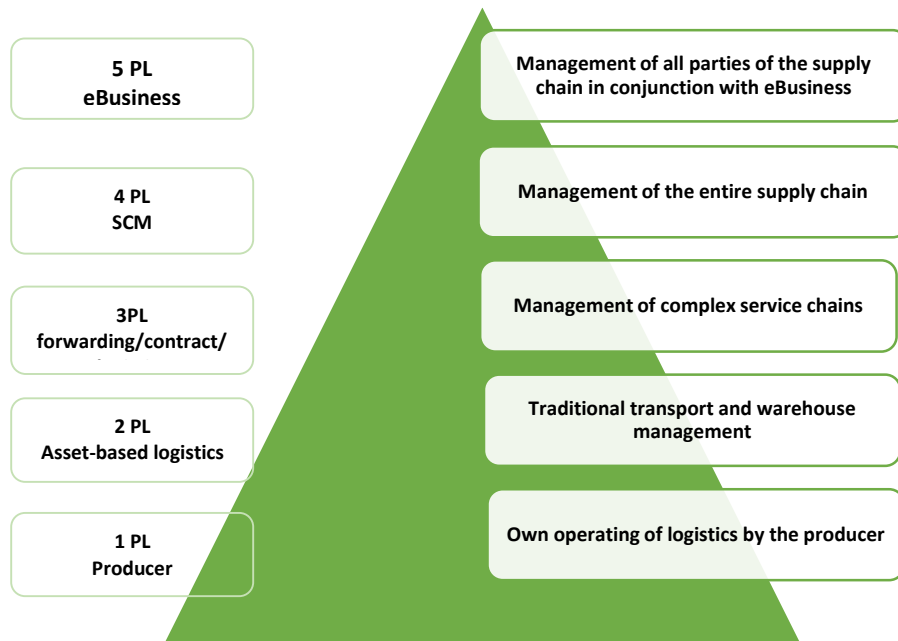 5 PL
eBusiness
Management of all parties of the supply
chain in conjunction with eBusiness
4 PL
SCM
Management of the entire supply chain
3PL
forwarding/contract/
Management of complex service chains
2 PL
Asset-based logistics
Traditional transport and warehouse
management
1 PL
Producer
Own operating of logistics by the producer